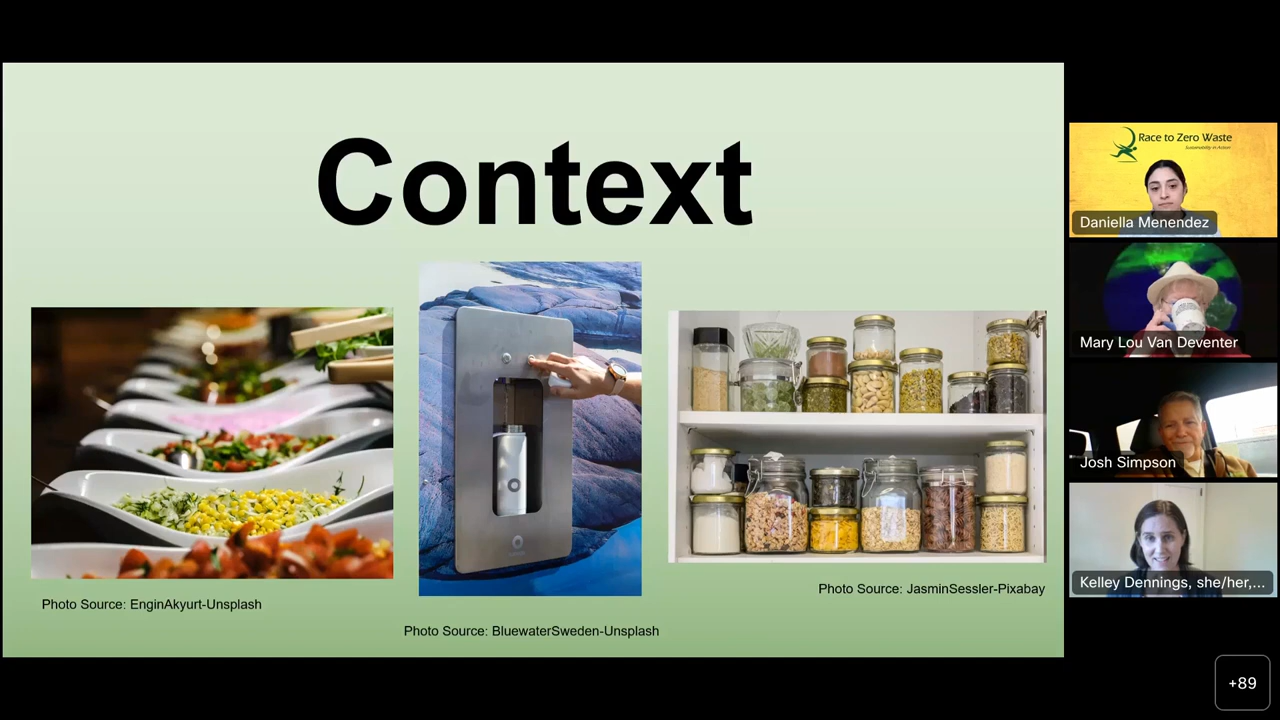 Context
Photo Source: EnginAkyurt-Unsplash
Photo Source: BluewaterSweden-Unsplash
Photo Source: JasminSessler-Pixabay
Race to Zero Waste
Sustainability in Action
Daniella Menendez
Mary Lou Van Deventer
Josh Simpson
Kelley Dennings, she/her,...
+89